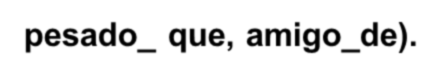 pesado_ que, amigo_de).